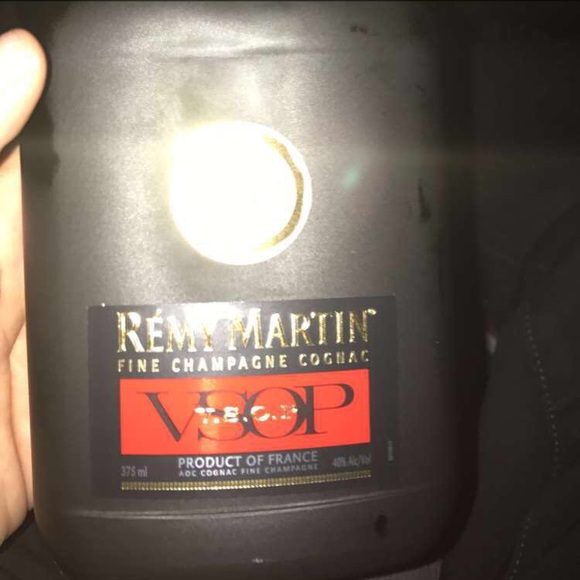 RÉMY MARTIN
FINE CHAMPAGNE COGNAC
VSOP
V.S.O.P
PRODUCT OF FRANCE
AOC COGNAC FINE CHAMPAGNE
375 ml
40% Alc/Vol